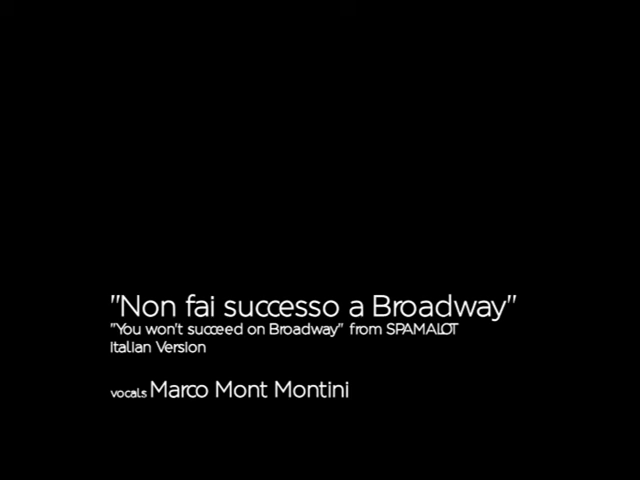 "Non fai successo a Broadway"
"You won't succeed on Broadway" from SPAMALOT
Italian Version
vocals Marco Mont Montini